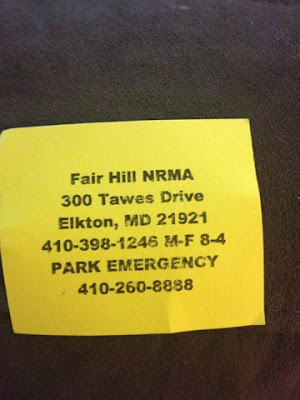 Fair Hill NRMA
300 Tawes Drive
Elkton, MD 21921
410-398-1246 M-F 8-4
PARK EMERGENCY
410-260-8888